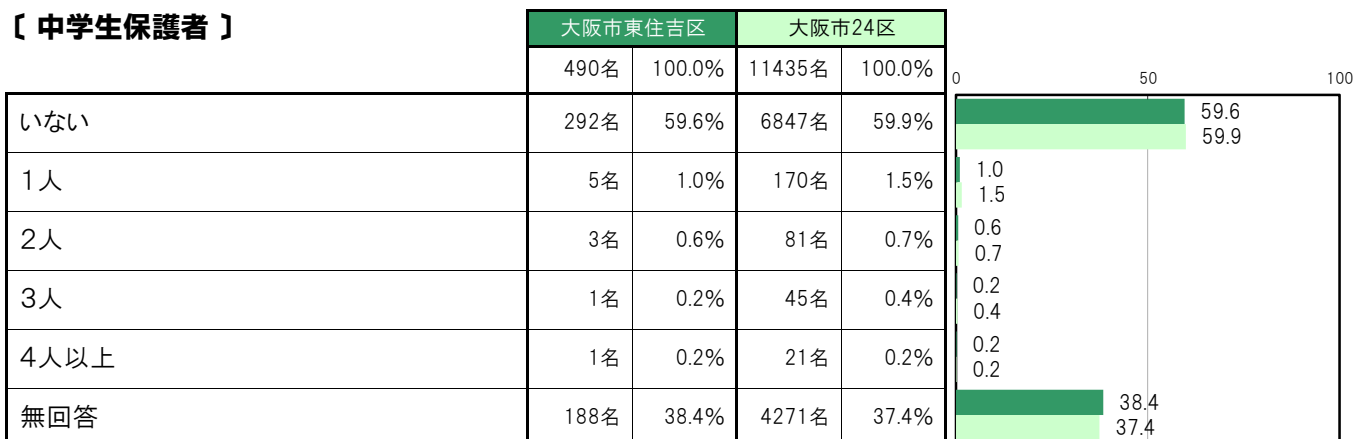 〔 中学生保護者 〕
大阪市東住吉区 大阪市24区
490名 100.0% 11435名 100.0%
0 50 100
いない 292名 59.6% 6847名 59.9%
59.6
59.9
1人 5名 1.0% 170名 1.5%
1.0
1.5
2人 3名 0.6% 81名 0.7%
0.6
0.7
3人 1名 0.2% 45名 0.4%
0.2
0.4
4人以上 1名 0.2% 21名 0.2%
0.2
0.2
無回答 188名 38.4% 4271名 37.4%
38.4
37.4